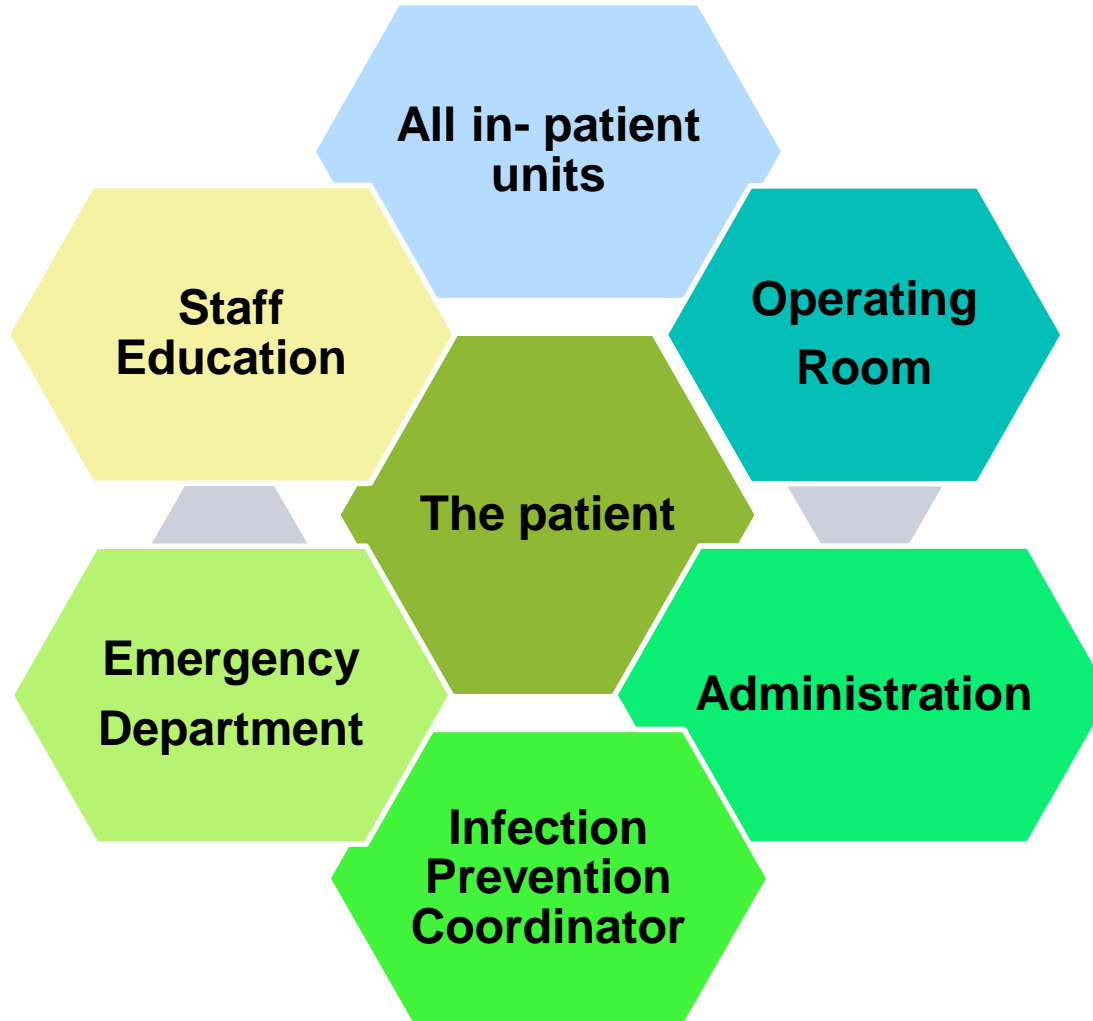 All in- patient
units
Staff
Education
Operating
Room
The patient
Emergency
Department
Administration
Infection
Prevention
Coordinator